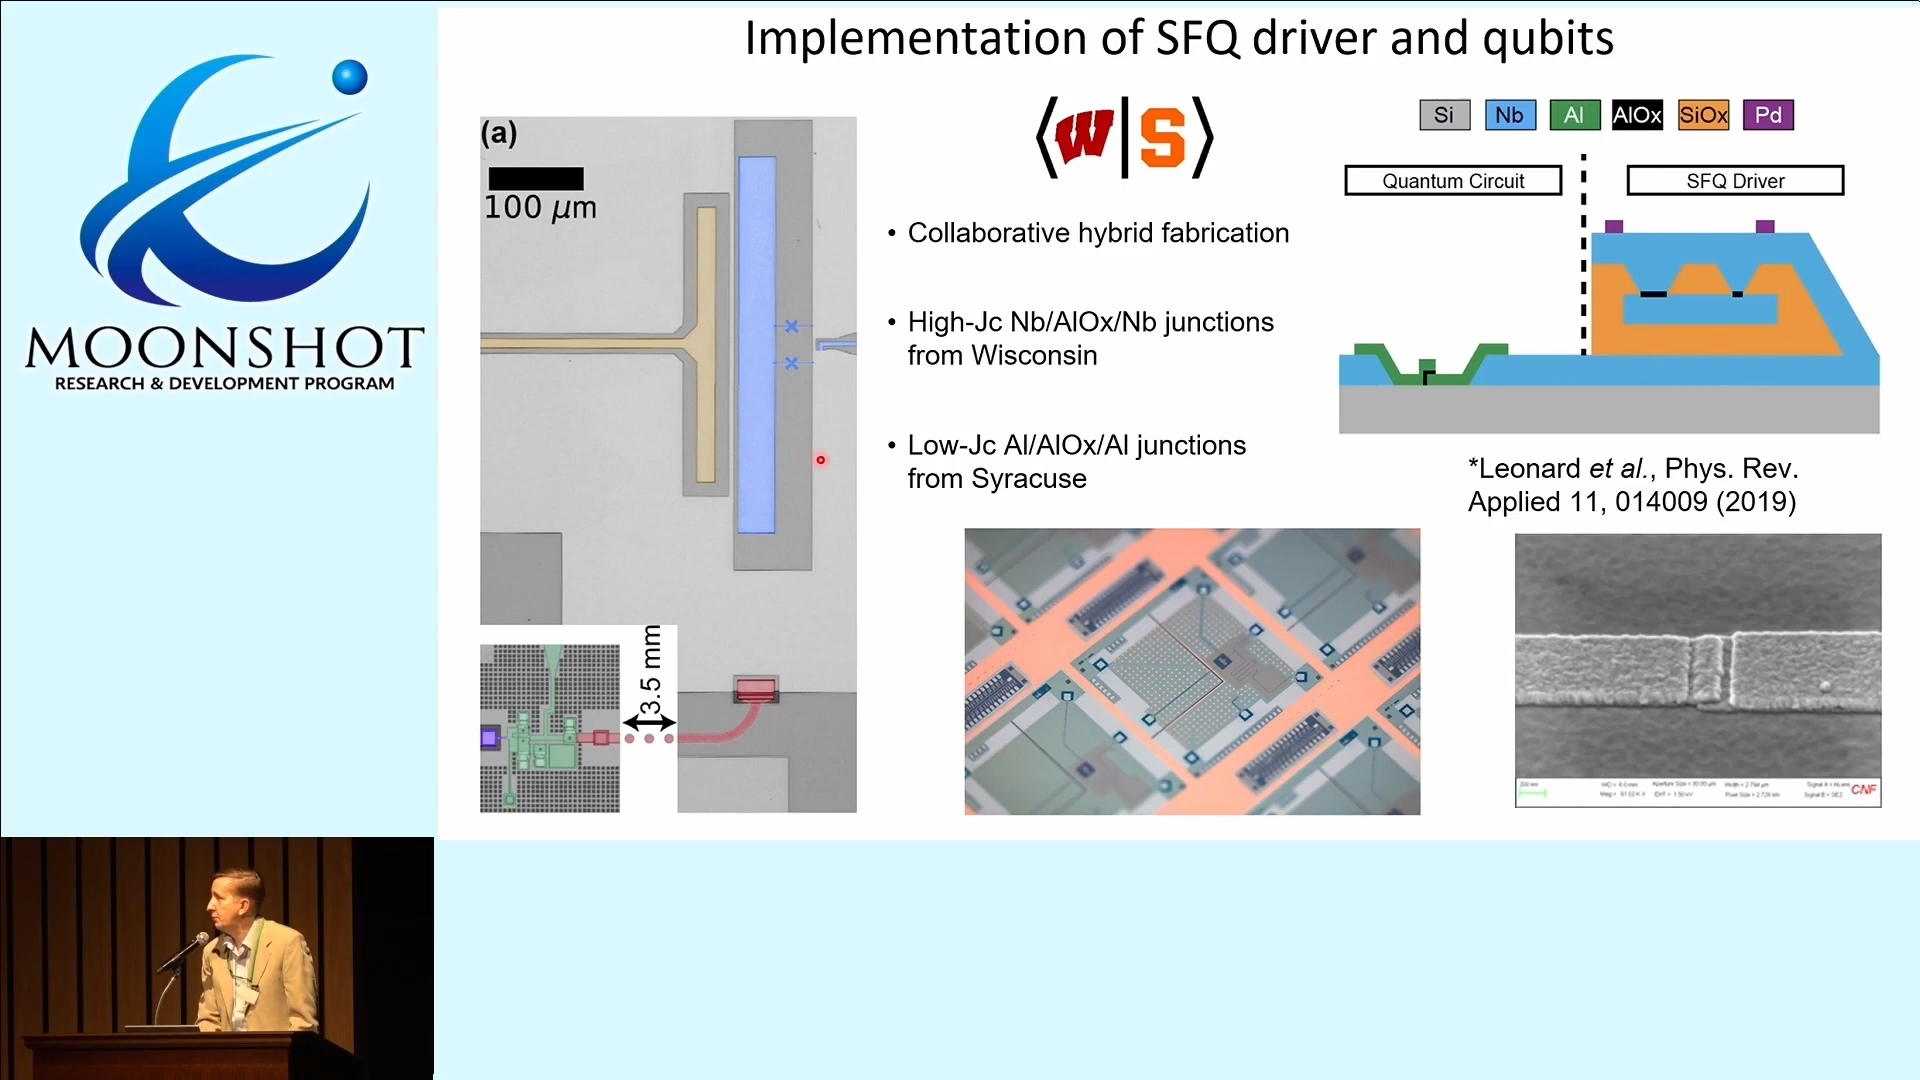 Implementation of SFQ driver and qubits
MOONSHOT
RESEARCH & DEVELOPMENT PROGRAM
(a)
100 µm
3.5 mm
W|S
• Collaborative hybrid fabrication
• High-Jc Nb/AlOx/Nb junctions
from Wisconsin
• Low-Jc Al/AlOx/Al junctions
from Syracuse
Si Nb Al AlOx SiOx Pd
Quantum Circuit
SFQ Driver
*Leonard et al., Phys. Rev.
Applied 11, 014009 (2019)
CNF